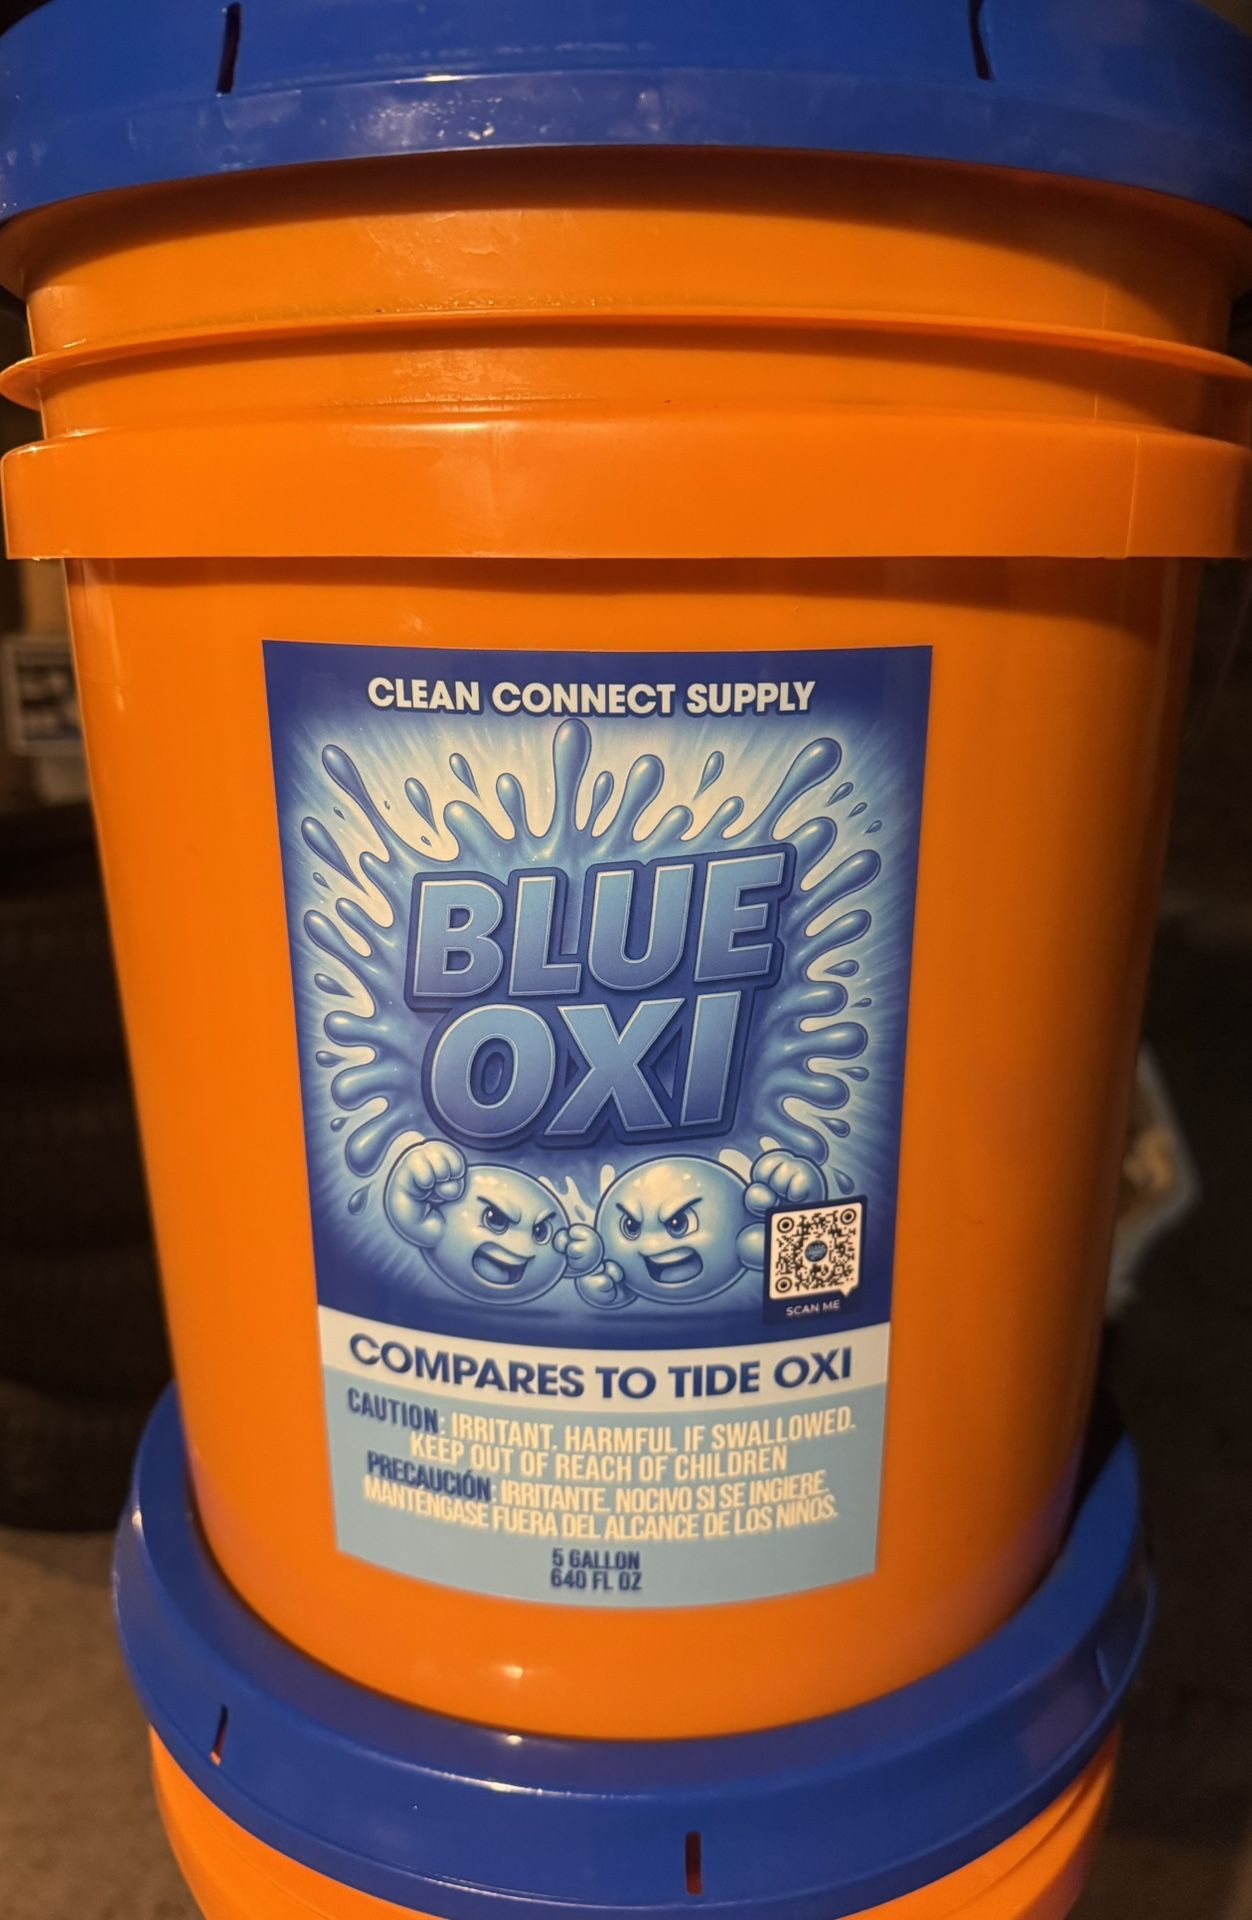 CLEAN CONNECT SUPPLY
BLUE
OXI
SCAN ME
COMPARES TO TIDE OXI
CAUTION: IRRITANT. HARMFUL IF SWALLOWED.
KEEP OUT OF REACH OF CHILDREN
PRECAUCIÓN: IRRITANTE. NOCIVO SI SE INGIERE.
MANTÉNGASE FUERA DEL ALCANCE DE LOS NIÑOS.
5 GALLON
640 FL OZ